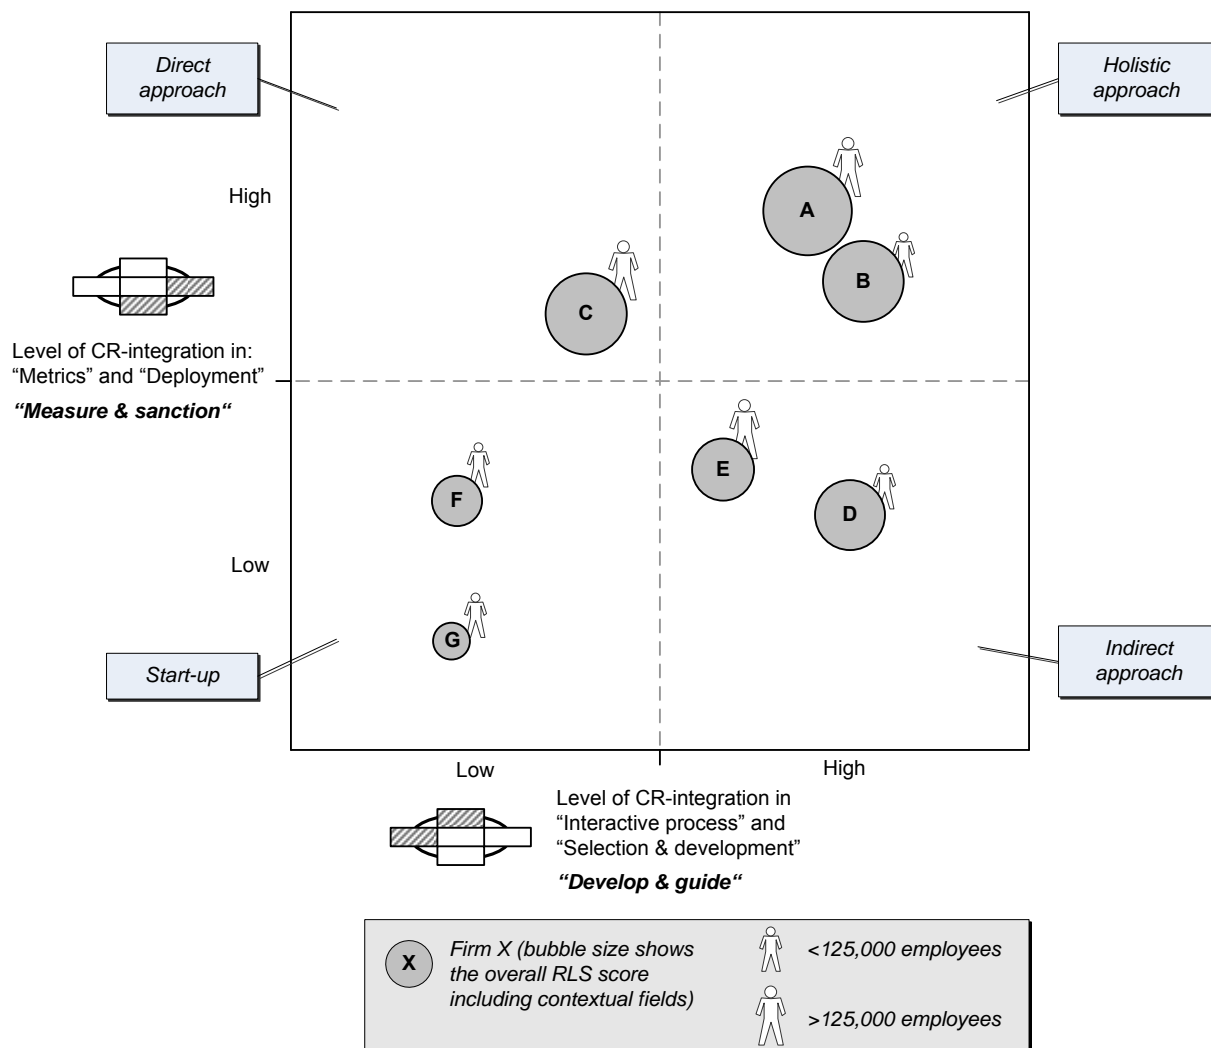 Direct
approach
Holistic
approach
High
A
B
C
Level of CR-integration in:
“Metrics” and “Deployment”
“Measure & sanction“
E
F
D
Low
G
Start-up
Indirect
approach
Low
High
Level of CR-integration in
“Interactive process” and
“Selection & development”
“Develop & guide“
X
Firm X (bubble size shows
the overall RLS score
including contextual fields)
<125,000 employees
>125,000 employees